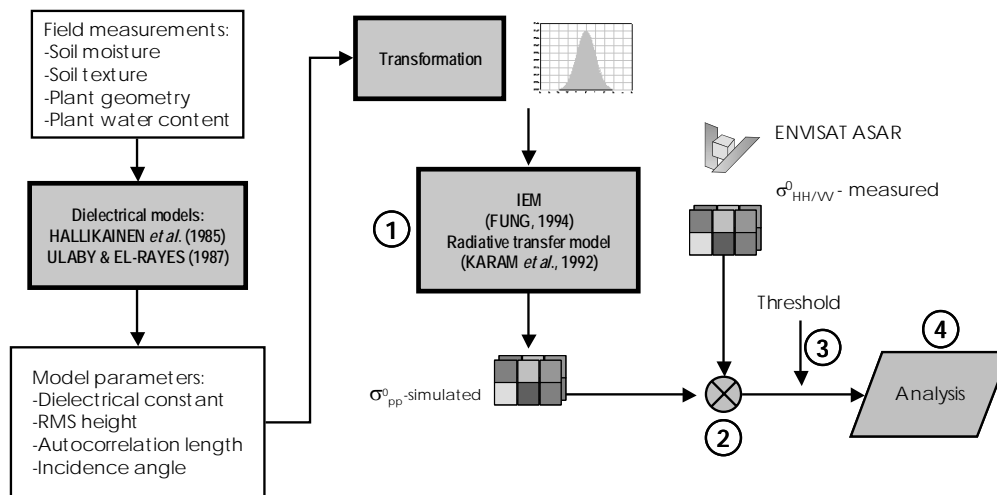 Field measurements:
-Soil moisture
-Soil texture
-Plant geometry
-Plant water content
Dielectrical models:
HALLIKAINEN et al. (1985)
ULABY & EL-RAYES (1987)
Model parameters:
-Dielectrical constant
-RMS height
-Autocorrelation length
-Incidence angle
Transformation
1
IEM
(FUNG, 1994)
Radiative transfer model
(KARAM et al., 1992)
σ⁰pp-simulated
ENVISAT ASAR
σ⁰HH/VV- measured
2
Threshold
3
4
Analysis